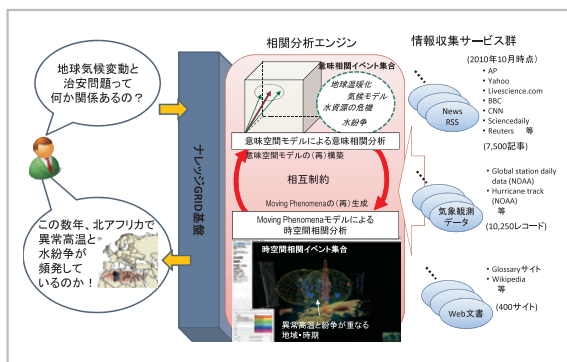 相関分析エンジン
情報収集サービス群
(2010年10月時点)
地球気候変動と
治安問題って
何か関係あるの？
この数年、北アフリカで
異常高温と
水紛争が
頻発して
いるのか！
ナレッジGRID基盤
意味相関イベント集合
地球温暖化
気候モデル
水資源の危機
水紛争
意味空間モデルによる意味相関分析
意味空間モデルの（再）構築
相互制約
Moving Phenomenaの（再）生成
Moving Phenomenaモデルによる
時空間相関分析
時空間相関イベント集合
異常高温と紛争が重なる
地域・時期
News
RSS
• AP
• Yahoo
• Livescience.com
• BBC
• CNN
• Sciencedaily
• Reuters 等
(7,500記事)
気象観測
データ
• Global station daily
data (NOAA)
• Hurricane track
(NOAA)
等
(10,250レコード)
Web文書
• Glossaryサイト
• Wikipedia
等
(400サイト)